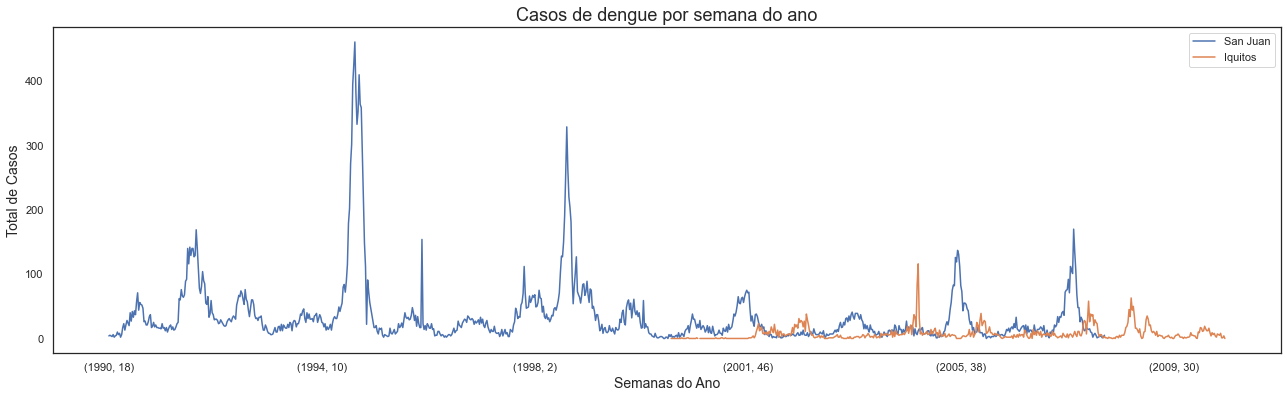 Casos de dengue por semana do ano
San Juan
Iquitos
Total de Casos
400
300
200
100
0
(1990, 18)
(1994, 10)
(1998, 2)
(2001, 46)
(2005, 38)
(2009, 30)
Semanas do Ano